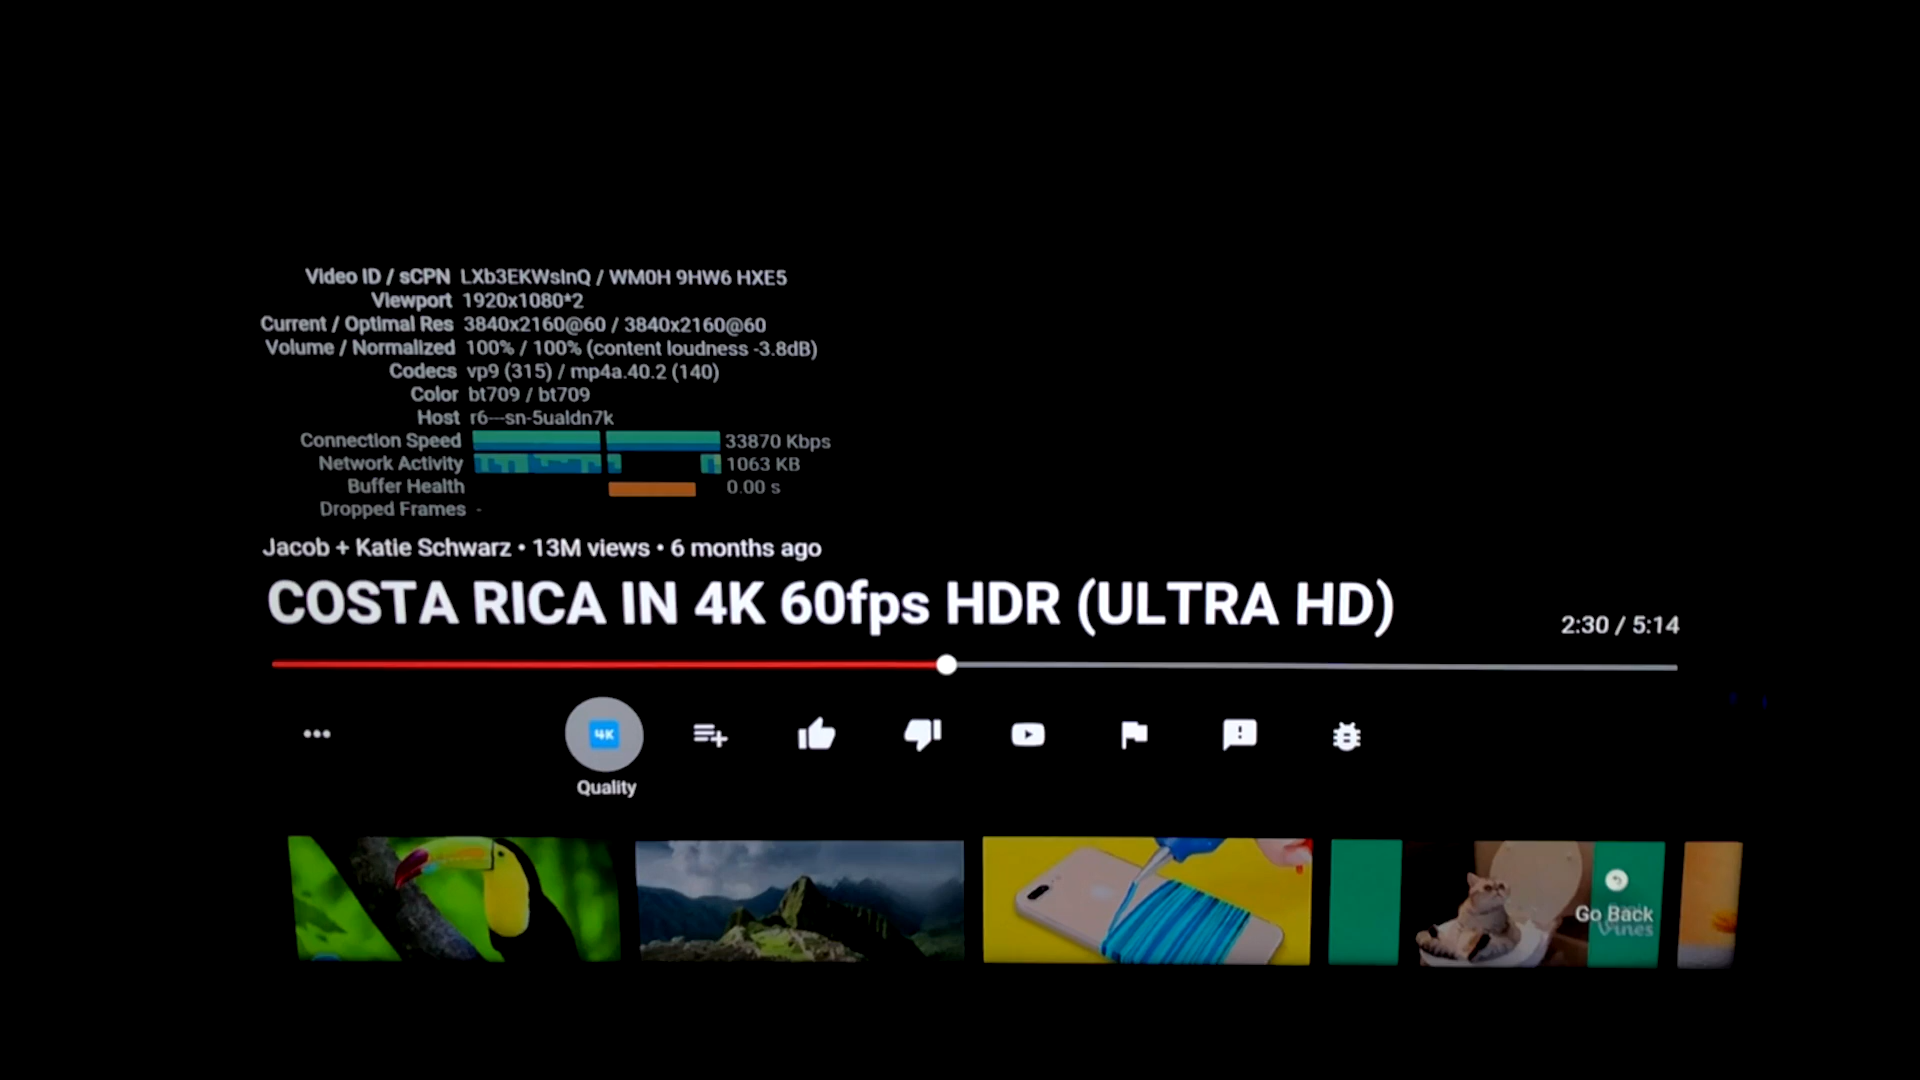 Video ID / sCPN LXb3EKWsInQ / WM0H 9HW6 HXE5
Viewport 1920x1080*2
Current / Optimal Res 3840x2160@60 / 3840x2160@60
Volume / Normalized 100% / 100% (content loudness -3.8dB)
Codecs vp9 (315) / mp4a.40.2 (140)
Color bt709 / bt709
Host r6---sn-5ualdn7k
Connection Speed 33870 Kbps
Network Activity 1063 KB
Buffer Health 0.00 s
Dropped Frames -
Jacob + Katie Schwarz • 13M views • 6 months ago
COSTA RICA IN 4K 60fps HDR (ULTRA HD)
2:30 / 5:14
4K
Quality
Go Back
Vines